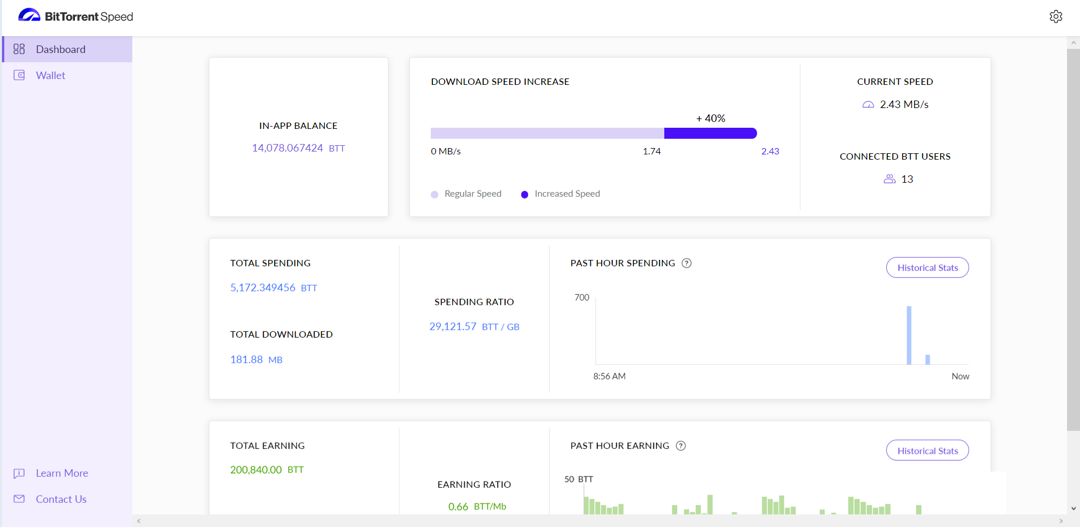 BitTorrent Speed
Dashboard
Wallet
IN-APP BALANCE
14,078.067424 BTT
DOWNLOAD SPEED INCREASE
+ 40%
0 MB/s 1.74 2.43
Regular Speed Increased Speed
CURRENT SPEED
2.43 MB/s
CONNECTED BTT USERS
13
TOTAL SPENDING
5,172.349456 BTT
TOTAL DOWNLOADED
181.88 MB
SPENDING RATIO
29,121.57 BTT / GB
PAST HOUR SPENDING ?
Historical Stats
700
8:56 AM Now
TOTAL EARNING
200,840.00 BTT
EARNING RATIO
0.66 BTT/Mb
PAST HOUR EARNING ?
Historical Stats
50 BTT
Learn More
Contact Us